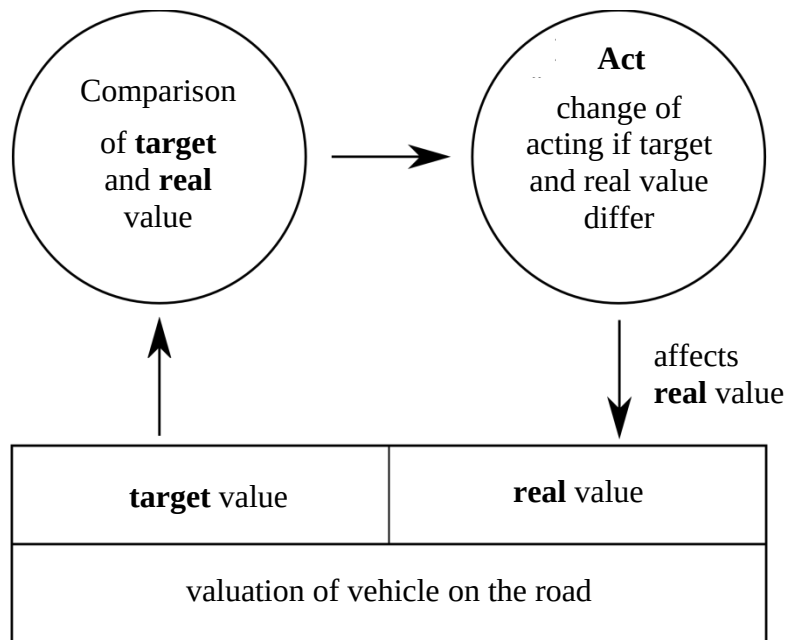 Comparison
of target
and real
value
Act
change of
acting if target
and real value
differ
affects
real value
target value
real value
valuation of vehicle on the road